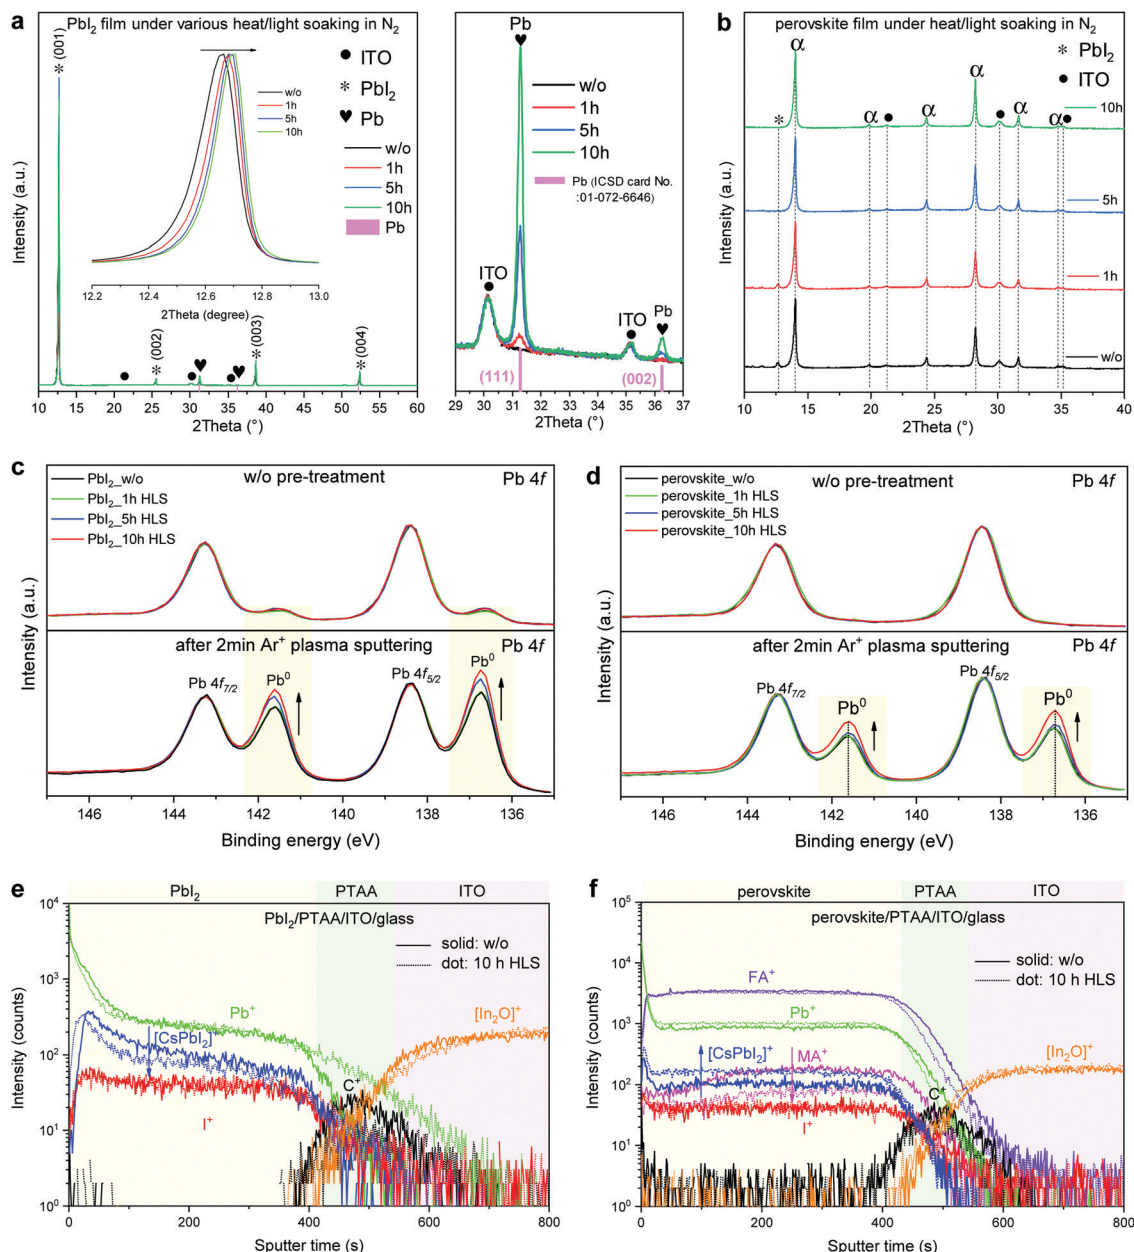 a
PbI2 film under various heat/light soaking in N2
* (001)
● ITO
* PbI2
♥ Pb
w/o
1h
5h
10h
w/o
1h
5h
10h
Pb
12.2 12.4 12.6 12.8 13.0
2Theta (degree)
* (002)
* (003)
* (004)
Intensity (a.u.)
10 15 20 25 30 35 40 45 50 55 60
2Theta (°)
Pb
w/o
1h
5h
10h
Pb (ICSD card No.
:01-072-6646)
ITO
ITO
Pb
(111)
(002)
29 30 31 32 33 34 35 36 37
2Theta (°)
b
perovskite film under heat/light soaking in N2
α
α
α
α
α
α
* PbI2
● ITO
10h
5h
1h
w/o
Intensity (a.u.)
10 15 20 25 30 35 40
2Theta (°)
c
PbI2_w/o
PbI2_1h HLS
PbI2_5h HLS
PbI2_10h HLS
w/o pre-treatment
Pb 4f
after 2min Ar+ plasma sputtering
Pb 4f
Pb 4f7/2
Pb0
Pb 4f5/2
Pb0
Intensity (a.u.)
146 144 142 140 138 136
Binding energy (eV)
d
perovskite_w/o
perovskite_1h HLS
perovskite_5h HLS
perovskite_10h HLS
w/o pre-treatment
Pb 4f
after 2min Ar+ plasma sputtering
Pb 4f
Pb 4f7/2
Pb0
Pb 4f5/2
Pb0
Intensity (a.u.)
146 144 142 140 138 136
Binding energy (eV)
e
PbI2 PTAA ITO
PbI2/PTAA/ITO/glass
solid: w/o
dot: 10 h HLS
Pb+
[CsPbI2]+
[In2O]+
C+
I+
10^4
10^3
10^2
10^1
10^0
Intensity (counts)
0 200 400 600 800
Sputter time (s)
f
perovskite PTAA ITO
perovskite/PTAA/ITO/glass
solid: w/o
dot: 10 h HLS
FA+
Pb+
[CsPbI2]+
MA+
[In2O]+
C+
I+
10^5
10^4
10^3
10^2
10^1
10^0
Intensity (counts)
0 200 400 600 800
Sputter time (s)